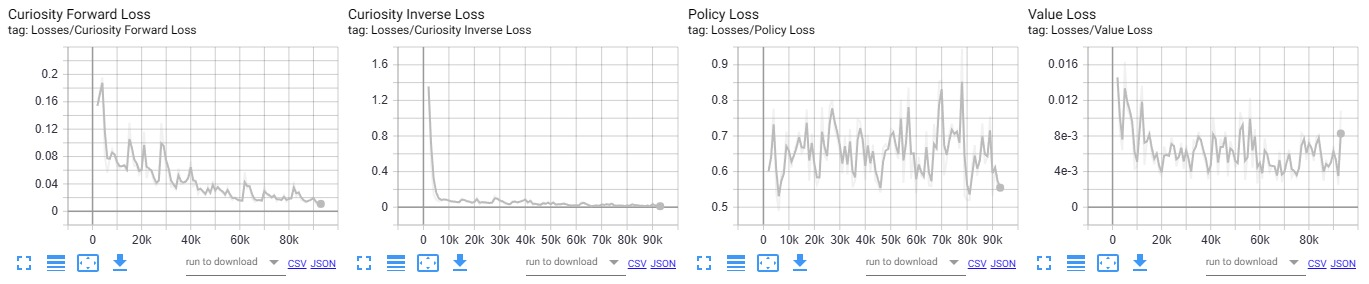 Curiosity Forward Loss
tag: Losses/Curiosity Forward Loss
0.2
0.16
0.12
0.08
0.04
0
0 20k 40k 60k 80k
run to download CSV JSON
Curiosity Inverse Loss
tag: Losses/Curiosity Inverse Loss
1.6
1.2
0.8
0.4
0
0 10k 20k 30k 40k 50k 60k 70k 80k 90k
run to download CSV JSON
Policy Loss
tag: Losses/Policy Loss
0.9
0.8
0.7
0.6
0.5
0 10k 20k 30k 40k 50k 60k 70k 80k 90k
run to download CSV JSON
Value Loss
tag: Losses/Value Loss
0.016
0.012
8e-3
4e-3
0
0 20k 40k 60k 80k
run to download CSV JSON